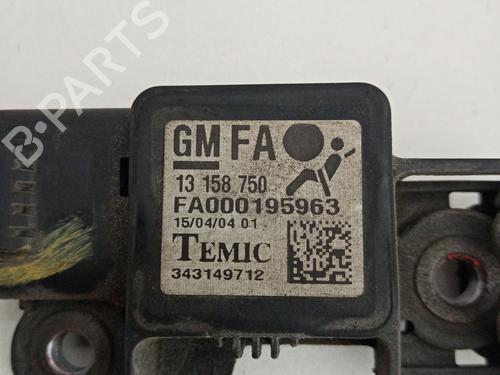 B-PARTS
GM FA
13 158 750
FA000195963
15/04/04 01
TEMIC
343149712